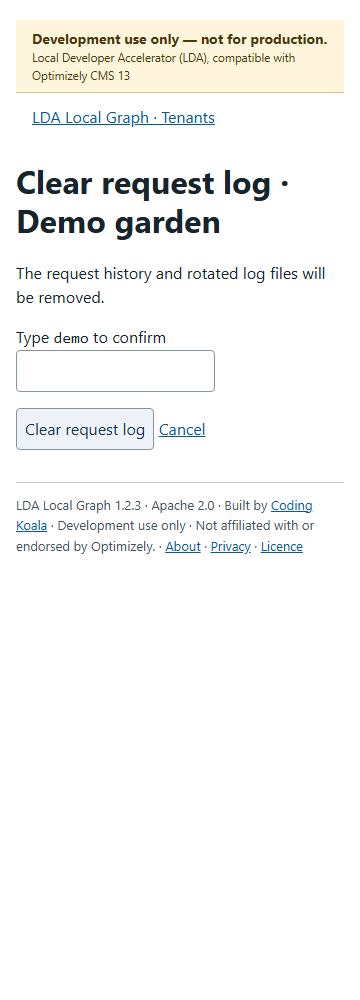 Development use only — not for production.
Local Developer Accelerator (LDA), compatible with
Optimizely CMS 13
LDA Local Graph · Tenants
Clear request log ·
Demo garden
The request history and rotated log files will
be removed.
Type demo to confirm
Clear request log Cancel
LDA Local Graph 1.2.3 · Apache 2.0 · Built by Coding
Koala · Development use only · Not affiliated with or
endorsed by Optimizely. · About · Privacy · Licence